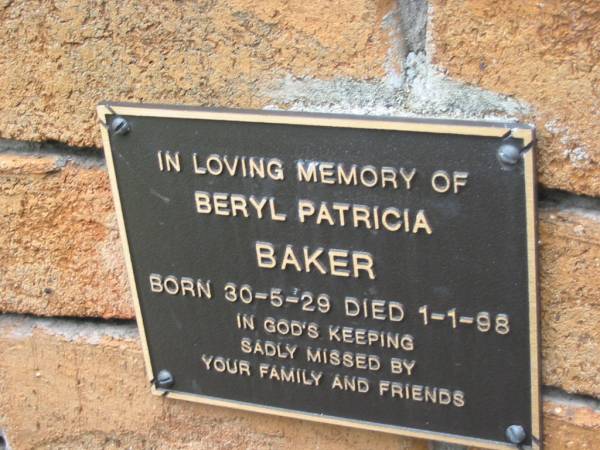 IN LOVING MEMORY OF
BERYL PATRICIA
BAKER
BORN 30-5-29 DIED 1-1-98
IN GOD'S KEEPING
SADLY MISSED BY
YOUR FAMILY AND FRIENDS